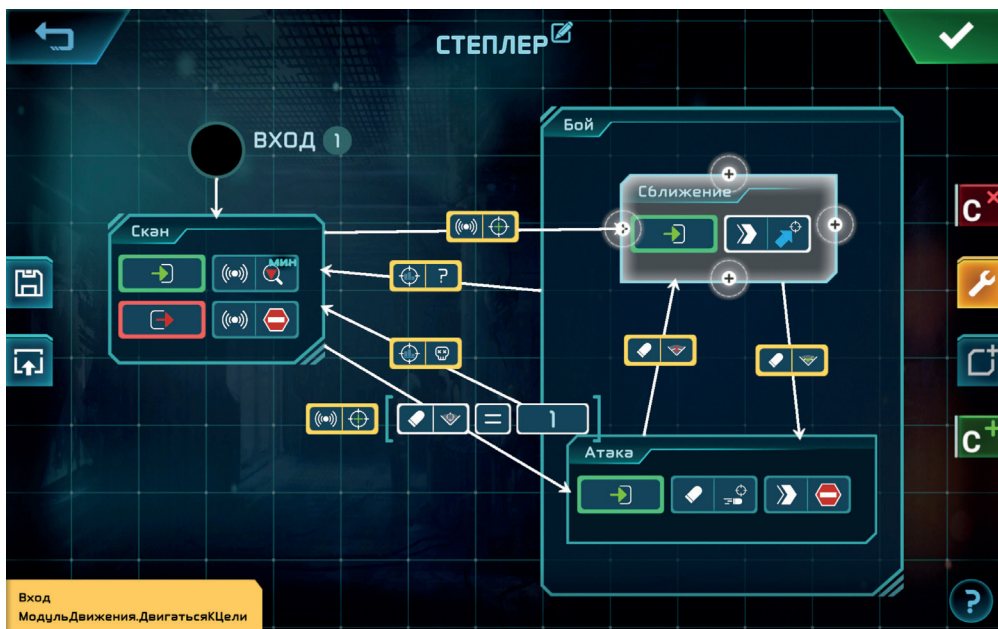 СТЕПЛЕР
ВХОД 1
Бой
Сближение
Скан
МИН
?
C×
C+
=
1
Атака
Вход
МодульДвижения.ДвигатьсяКЦели
?